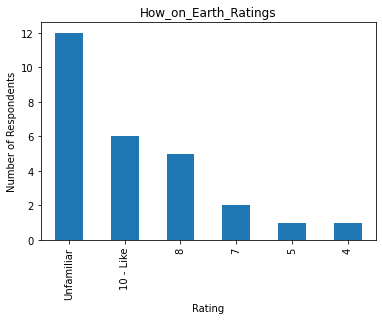 How_on_Earth_Ratings
12
10
8
6
4
2
0
Number of Respondents
Unfamiliar
10 - Like
8
7
5
4
Rating